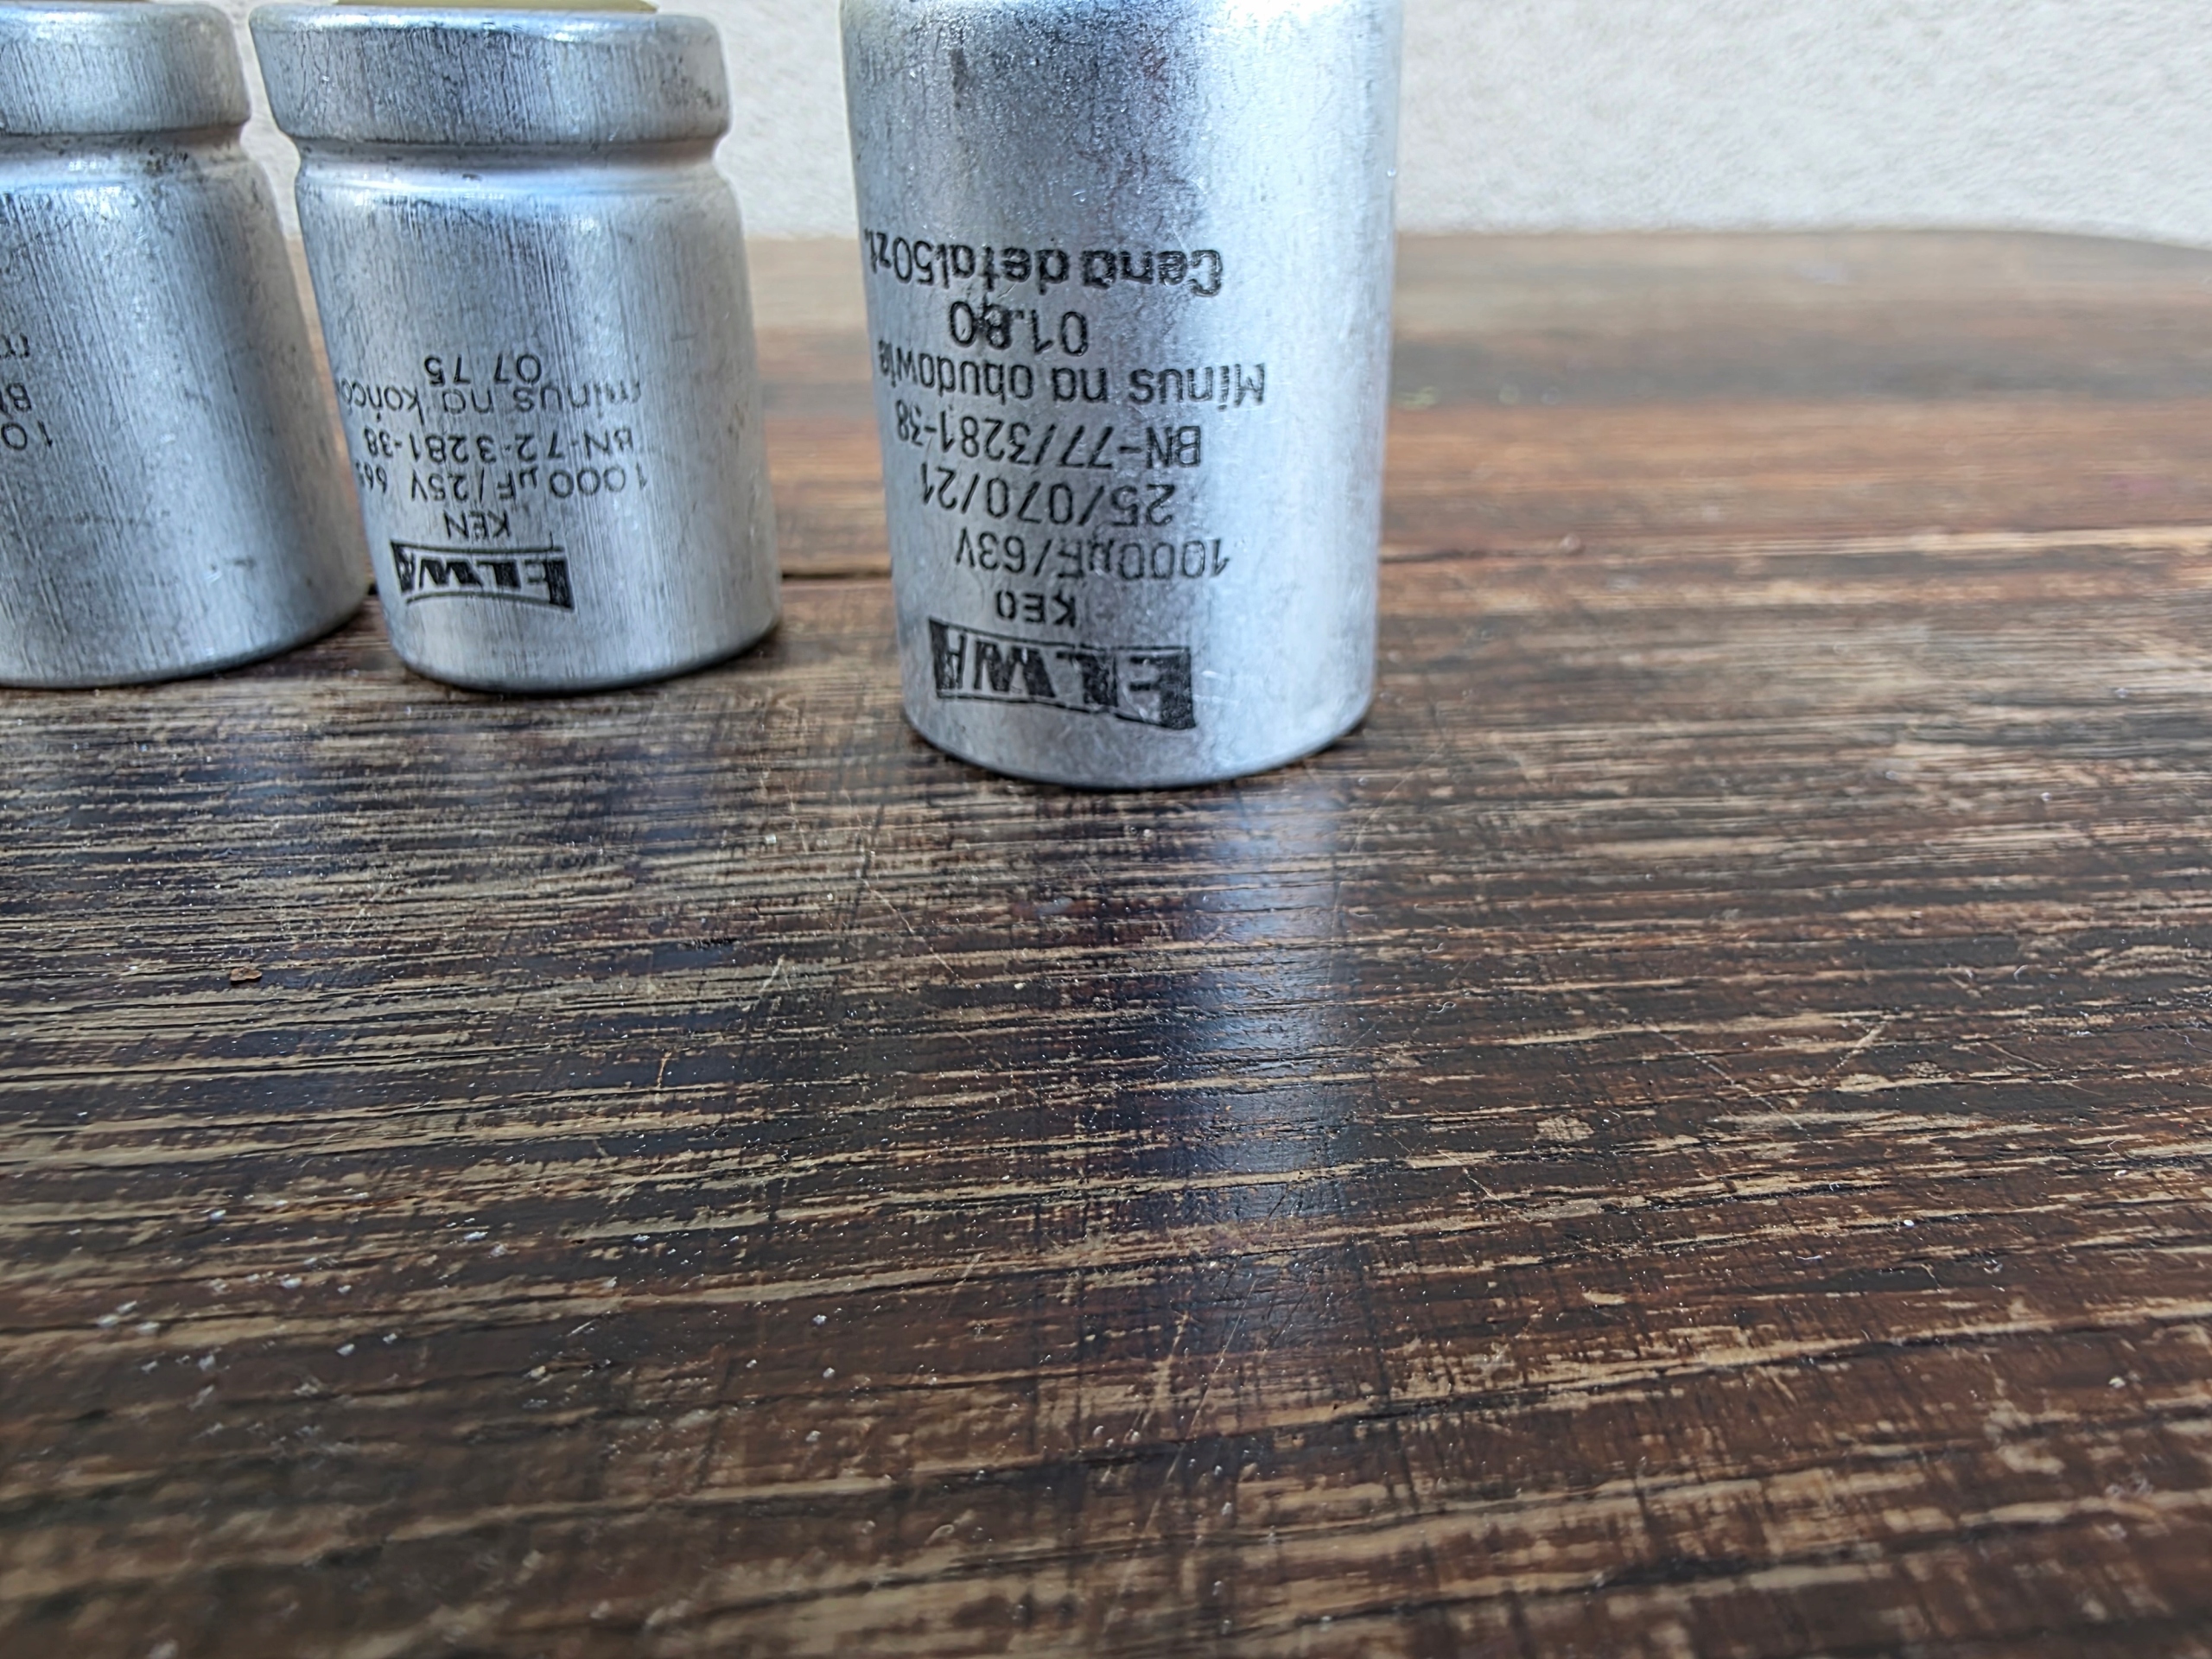 ELWA
KEN
1000µF/25V
BN-72-3281-38
minus na końco
07 75
ELWA
KEO
1000µF/63V
25/070/21
BN-77/3281-38
Minus na obudowie
01.80
Cena detal50zł.